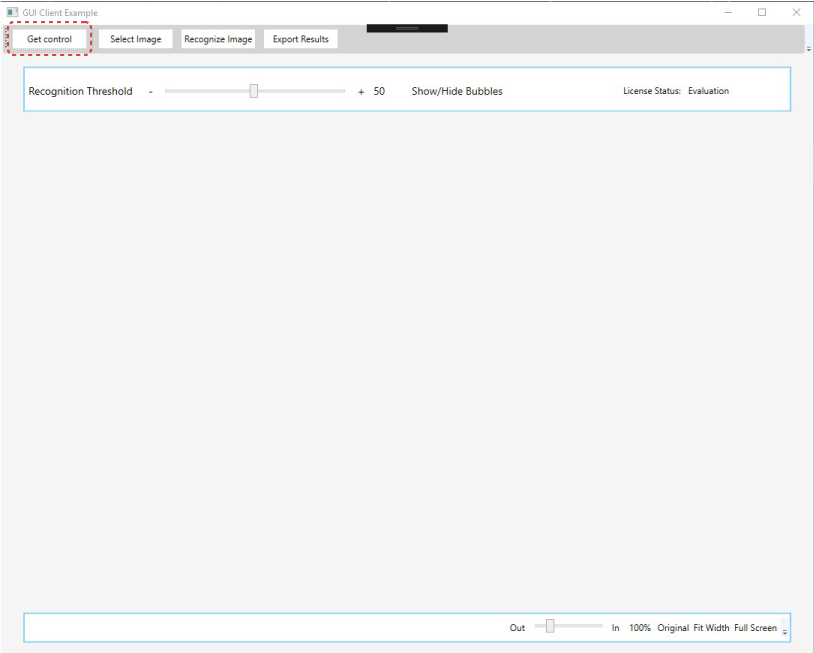 GUI Client Example
Get control Select Image Recognize Image Export Results
Recognition Threshold - + 50 Show/Hide Bubbles License Status: Evaluation
Out In 100% Original Fit Width Full Screen